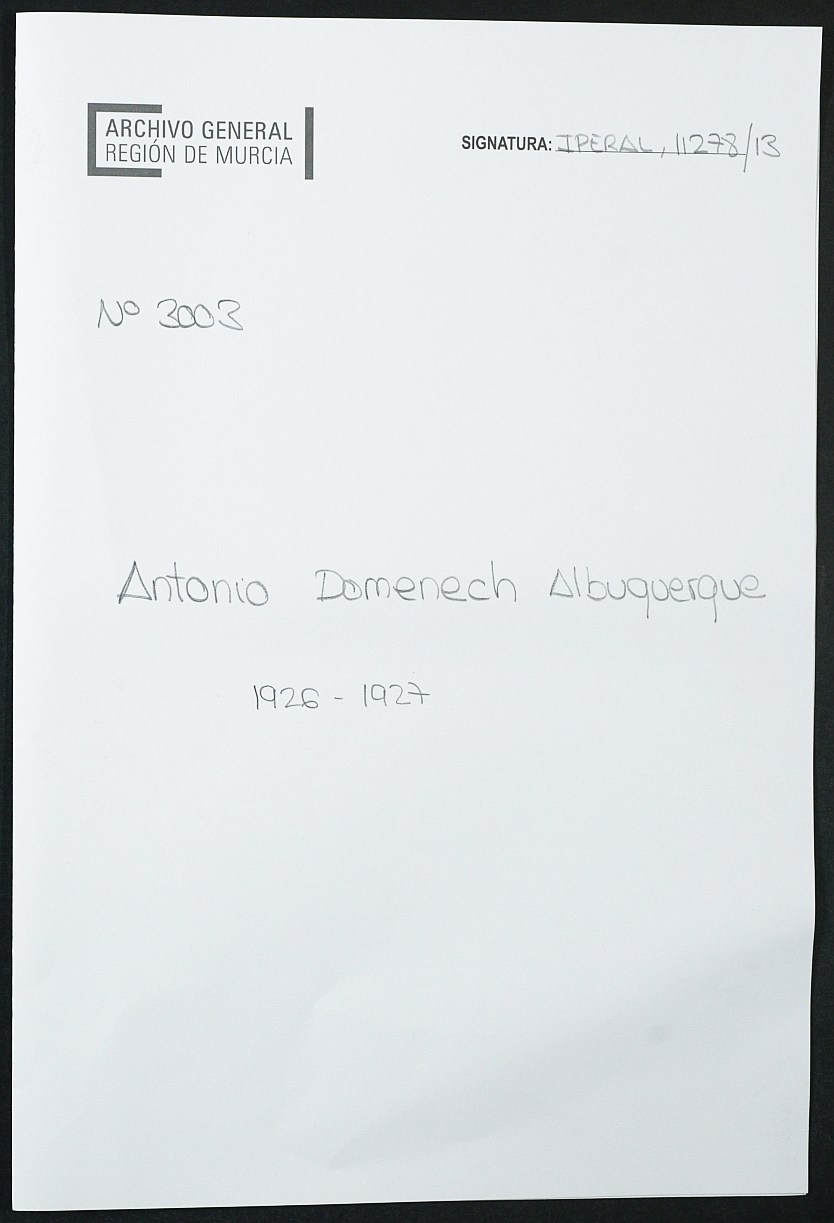 ARCHIVO GENERAL
REGIÓN DE MURCIA
SIGNATURA: IPERAL, 11278/13
Nº 3003
Antonio Domenech Albuquerque
1926 - 1927